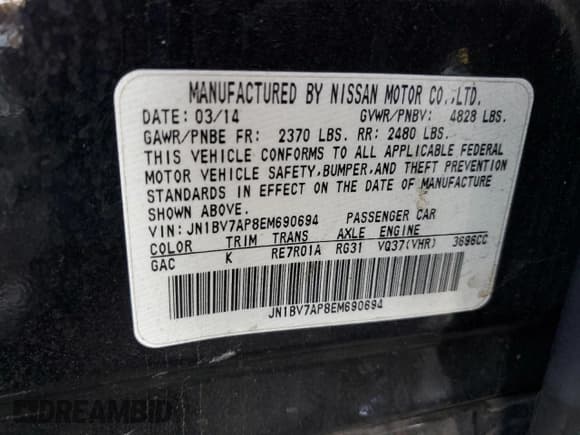 MANUFACTURED BY NISSAN MOTOR CO.,LTD.
DATE: 03/14 GVWR/PNBV: 4828 LBS.
GAWR/PNBE FR: 2370 LBS. RR: 2480 LBS.
THIS VEHICLE CONFORMS TO ALL APPLICABLE FEDERAL
MOTOR VEHICLE SAFETY,BUMPER,AND THEFT PREVENTION
STANDARDS IN EFFECT ON THE DATE OF MANUFACTURE
SHOWN ABOVE.
VIN: JN1BV7AP8EM690694 PASSENGER CAR
COLOR TRIM TRANS AXLE ENGINE
GAC K RE7R01A RG31 VQ37(VHR) 3696CC
JN1BV7AP8EM690694
DREAMBID